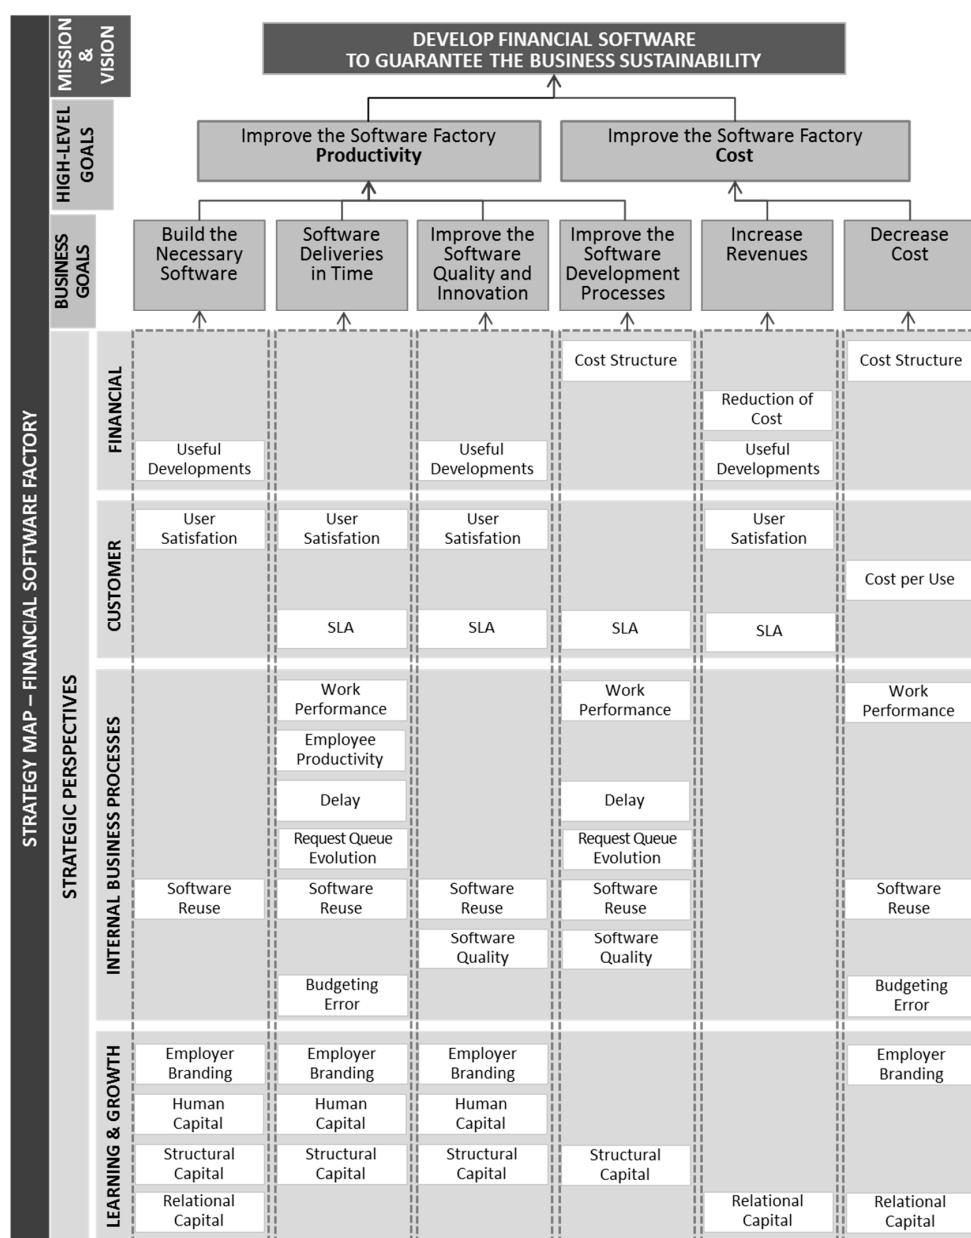 STRATEGY MAP – FINANCIAL SOFTWARE FACTORY
MISSION
&
VISION
DEVELOP FINANCIAL SOFTWARE
TO GUARANTEE THE BUSINESS SUSTAINABILITY
HIGH-LEVEL
GOALS
Improve the Software Factory
Productivity
Improve the Software Factory
Cost
BUSINESS
GOALS
Build the
Necessary
Software
Software
Deliveries
in Time
Improve the
Software
Quality and
Innovation
Improve the
Software
Development
Processes
Increase
Revenues
Decrease
Cost
STRATEGIC PERSPECTIVES
FINANCIAL
Cost Structure
Cost Structure
Reduction of
Cost
Useful
Developments
Useful
Developments
Useful
Developments
CUSTOMER
User
Satisfation
User
Satisfation
User
Satisfation
User
Satisfation
Cost per Use
SLA
SLA
SLA
SLA
INTERNAL BUSINESS PROCESSES
Work
Performance
Work
Performance
Work
Performance
Employee
Productivity
Delay
Delay
Request Queue
Evolution
Request Queue
Evolution
Software
Reuse
Software
Reuse
Software
Reuse
Software
Reuse
Software
Reuse
Software
Quality
Software
Quality
Budgeting
Error
Budgeting
Error
LEARNING & GROWTH
Employer
Branding
Employer
Branding
Employer
Branding
Employer
Branding
Human
Capital
Human
Capital
Human
Capital
Structural
Capital
Structural
Capital
Structural
Capital
Structural
Capital
Relational
Capital
Relational
Capital
Relational
Capital